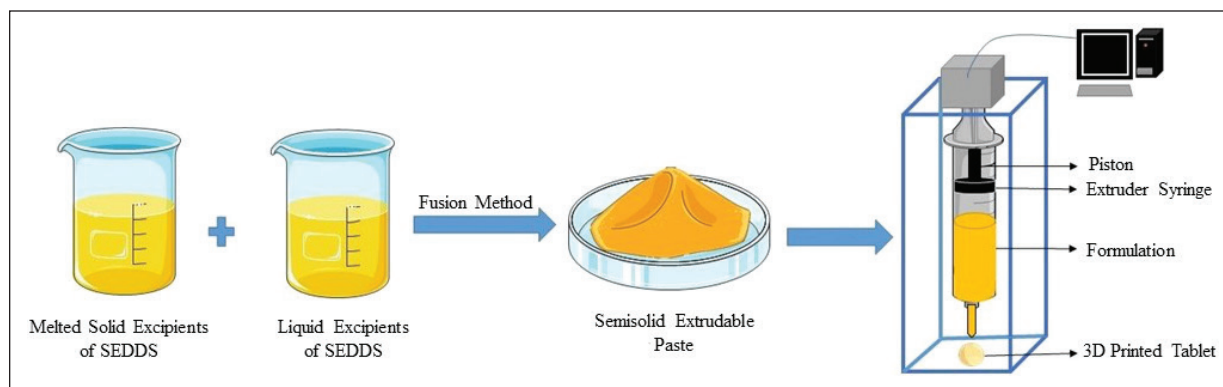 Melted Solid Excipients
of SEDDS
Liquid Excipients
of SEDDS
Fusion Method
Semisolid Extrudable
Paste
Piston
Extruder Syringe
Formulation
3D Printed Tablet